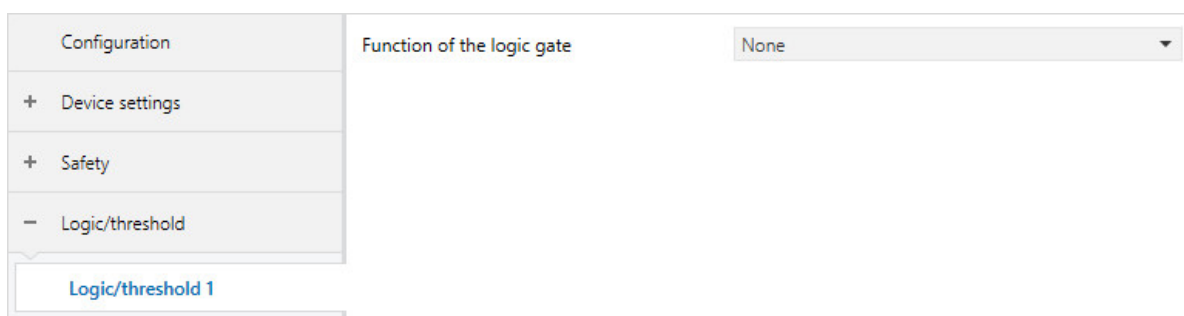 Configuration
Function of the logic gate
None
+ Device settings
+ Safety
− Logic/threshold
Logic/threshold 1